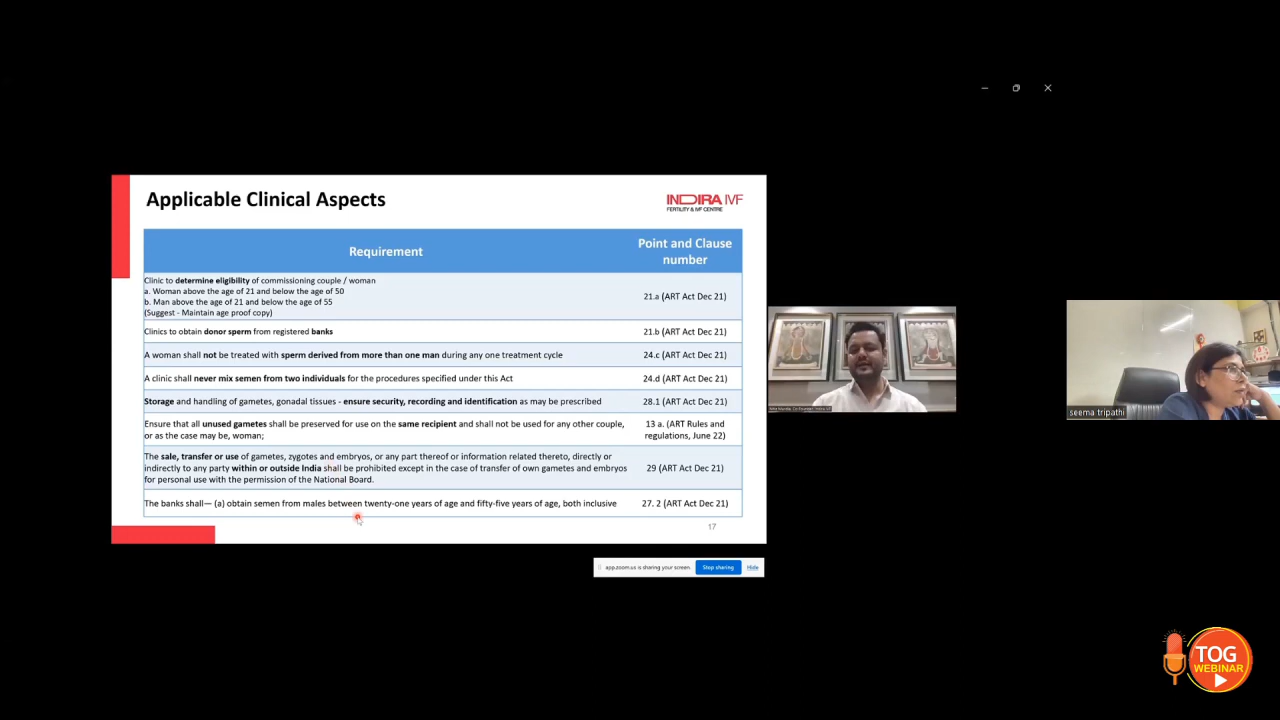 Applicable Clinical Aspects
INDIRA IVF
FERTILITY & IVF CENTRE
Requirement
Point and Clause
number
Clinic to determine eligibility of commissioning couple / woman
a. Woman above the age of 21 and below the age of 50
b. Man above the age of 21 and below the age of 55
(Suggest - Maintain age proof copy)
21.a (ART Act Dec 21)
Clinics to obtain donor sperm from registered banks
21.b (ART Act Dec 21)
A woman shall not be treated with sperm derived from more than one man during any one treatment cycle
24.c (ART Act Dec 21)
A clinic shall never mix semen from two individuals for the procedures specified under this Act
24.d (ART Act Dec 21)
Storage and handling of gametes, gonadal tissues - ensure security, recording and identification as may be prescribed
28.1 (ART Act Dec 21)
Ensure that all unused gametes shall be preserved for use on the same recipient and shall not be used for any other couple,
or as the case may be, woman;
13 a. (ART Rules and
regulations, June 22)
The sale, transfer or use of gametes, zygotes and embryos, or any part thereof or information related thereto, directly or
indirectly to any party within or outside India shall be prohibited except in the case of transfer of own gametes and embryos
for personal use with the permission of the National Board.
29 (ART Act Dec 21)
The banks shall— (a) obtain semen from males between twenty-one years of age and fifty-five years of age, both inclusive
27. 2 (ART Act Dec 21)
17
app.zoom.us is sharing your screen.
Stop sharing
Hide
seema tripathi
TOG
WEBINAR